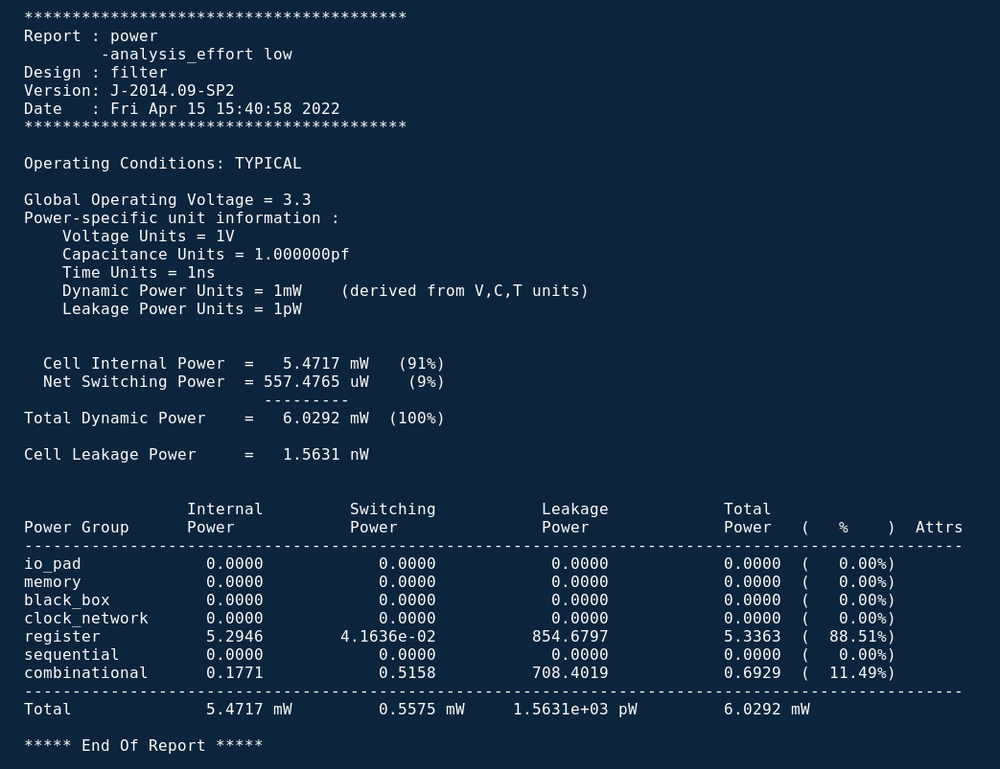 ****************************************
Report : power
        -analysis_effort low
Design : filter
Version: J-2014.09-SP2
Date   : Fri Apr 15 15:40:58 2022
****************************************

Operating Conditions: TYPICAL

Global Operating Voltage = 3.3
Power-specific unit information :
    Voltage Units = 1V
    Capacitance Units = 1.000000pf
    Time Units = 1ns
    Dynamic Power Units = 1mW    (derived from V,C,T units)
    Leakage Power Units = 1pW


  Cell Internal Power  =   5.4717 mW   (91%)
  Net Switching Power  = 557.4765 uW    (9%)
                         ---------
Total Dynamic Power    =   6.0292 mW  (100%)

Cell Leakage Power     =   1.5631 nW


                 Internal         Switching           Leakage            Total
Power Group      Power            Power               Power              Power   (   %    )  Attrs
--------------------------------------------------------------------------------------------------
io_pad             0.0000            0.0000            0.0000            0.0000  (   0.00%)
memory             0.0000            0.0000            0.0000            0.0000  (   0.00%)
black_box          0.0000            0.0000            0.0000            0.0000  (   0.00%)
clock_network      0.0000            0.0000            0.0000            0.0000  (   0.00%)
register           5.2946        4.1636e-02          854.6797            5.3363  (  88.51%)
sequential         0.0000            0.0000            0.0000            0.0000  (   0.00%)
combinational      0.1771            0.5158          708.4019            0.6929  (  11.49%)
--------------------------------------------------------------------------------------------------
Total              5.4717 mW         0.5575 mW     1.5631e+03 pW         6.0292 mW

***** End Of Report *****